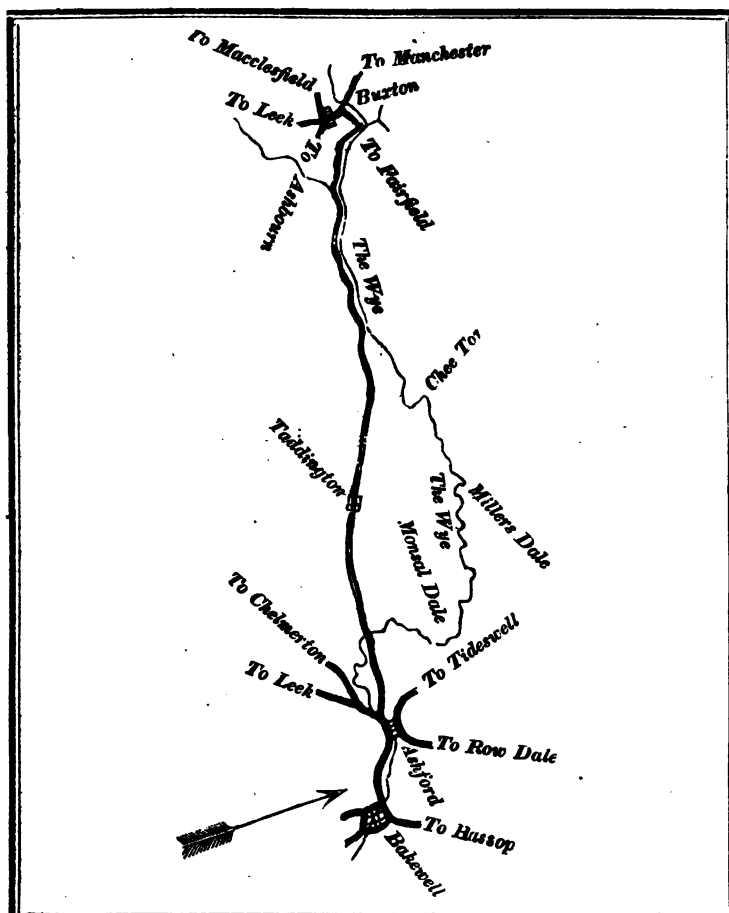 To Macclesfield
To Manchester
To Leek
Buxton
To
Ashbourn
To Fairfield
The Wye
Chee Tor
Taddington
Millers Dale
The Wye
Monsal Dale
To Chelmerton
To Leek
To Tideswell
To Row Dale
Ashford
To Hassop
Bakewell